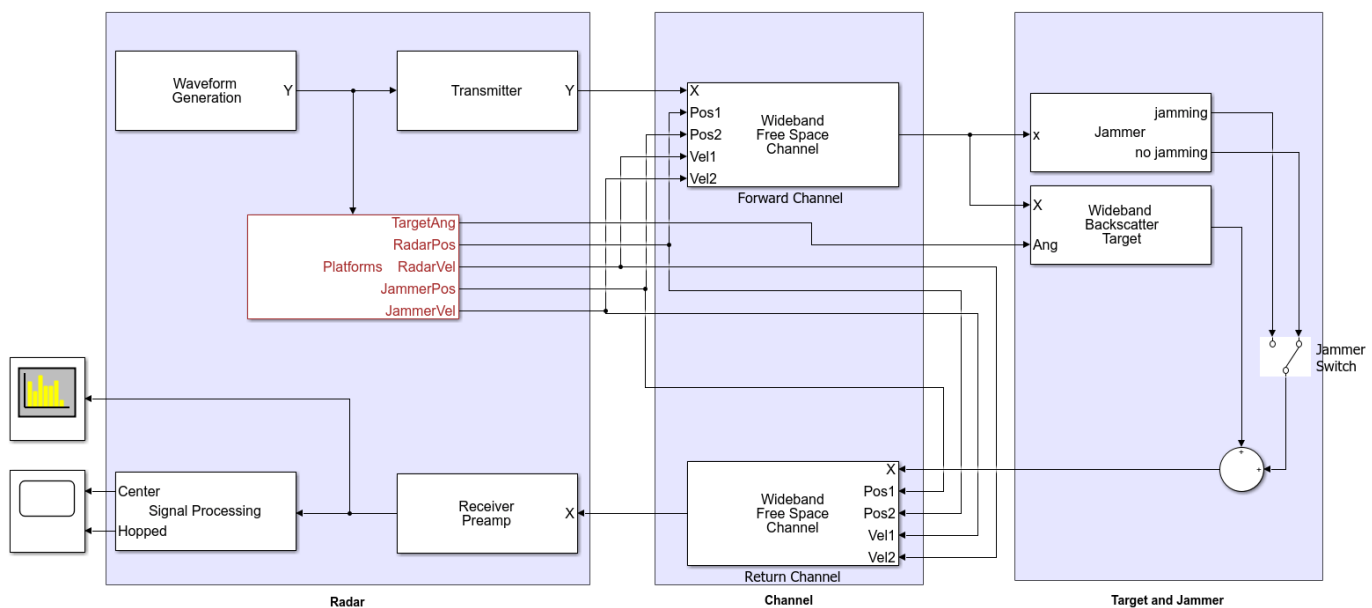 Waveform
Generation
Y
Transmitter
Y
X
Pos1
Pos2
Vel1
Vel2
Wideband
Free Space
Channel
Forward Channel
x
Jammer
jamming
no jamming
X
Ang
Wideband
Backscatter
Target
Platforms
TargetAng
RadarPos
RadarVel
JammerPos
JammerVel
Jammer
Switch
+
+
Center
Hopped
Signal Processing
Receiver
Preamp
X
Wideband
Free Space
Channel
X
Pos1
Pos2
Vel1
Vel2
Return Channel
Radar
Channel
Target and Jammer